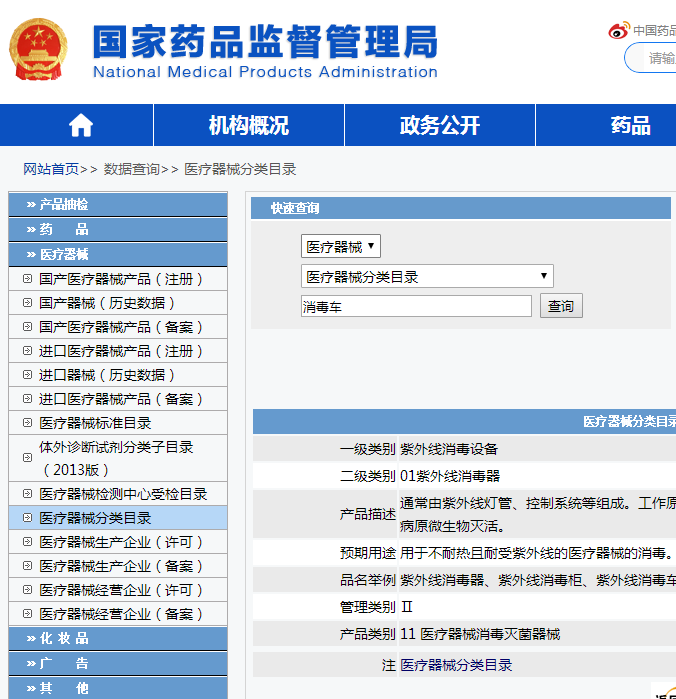 国家药品监督管理局
National Medical Products Administration
中国药品
请输
机构概况 政务公开 药品
网站首页>> 数据查询>> 医疗器械分类目录
» 产品抽检
» 药 品
» 医疗器械
国产医疗器械产品（注册）
国产器械（历史数据）
国产医疗器械产品（备案）
进口医疗器械产品（注册）
进口器械（历史数据）
进口医疗器械产品（备案）
医疗器械标准目录
体外诊断试剂分类子目录
（2013版）
医疗器械检测中心受检目录
医疗器械分类目录
医疗器械生产企业（许可）
医疗器械生产企业（备案）
医疗器械经营企业（许可）
医疗器械经营企业（备案）
» 化 妆 品
» 广 告
» 其 他
快速查询
医疗器械
医疗器械分类目录
消毒车 查询
医疗器械分类目录
一级类别 紫外线消毒设备
二级类别 01紫外线消毒器
产品描述 通常由紫外线灯管、控制系统等组成。工作原
病原微生物灭活。
预期用途 用于不耐热且耐受紫外线的医疗器械的消毒。
品名举例 紫外线消毒器、紫外线消毒柜、紫外线消毒车
管理类别 Ⅱ
产品类别 11 医疗器械消毒灭菌器械
注 医疗器械分类目录